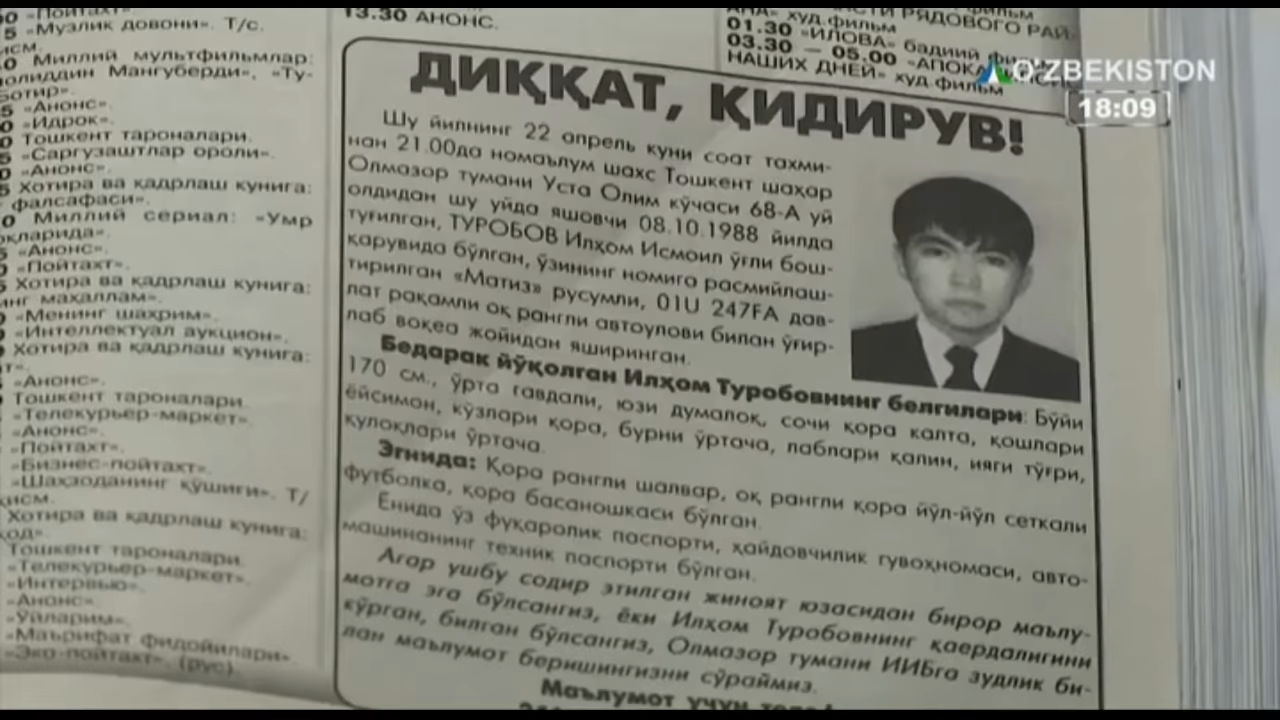 «Пойтахт».
«Музлик довони». Т/с.
Миллий мультфильмлар:
Мангуберди», «Ту-
«Анонс».
«Идрок».
Тошкент тароналари.
«Саргузаштлар ороли».
«Анонс».
Хотира ва қадрлаш кунига:
фалсафаси».
Миллий сериал: «Умр
«Анонс».
«Пойтахт».
Хотира ва қадрлаш кунига:
маҳаллам».
«Менинг шаҳрим».
«Интеллектуал аукцион».
Хотира ва қадрлаш кунига:
«Анонс».
Тошкент тароналари.
«Телекурьер-маркет».
«Анонс».
«Пойтахт».
«Бизнес-пойтахт».
«Шаҳзоданинг қўшиғи». Т/
Хотира ва қадрлаш кунига:
Тошкент тароналари.
«Телекурьер-маркет».
«Интервью».
«Анонс».
«Ўйларим».
«Маърифат фидойилари»
«Эко-пойтахт». (рус).
13.30 АНОНС.
РЯДОВОГО
худ.фильм
01.30 «ИЛОВА» бадиий
03.30 — 05.00
НАШИХ ДНЕЙ» худ.фильм
O'ZBEKISTON
18:09
ДИҚҚАТ, ҚИДИРУВ!
Шу йилнинг 22 апрель куни соат тахми-
нан 21.00да номаълум шахс Тошкент шаҳар
Олмазор тумани Уста Олим кўчаси 68-А уй
олдидан шу уйда яшовчи 08.10.1988 йилда
туғилган, ТУРОБОВ Илҳом Исмоил ўғли бош-
қарувида бўлган, ўзининг номига расмийлаш-
тирилган «Матиз» русумли, 01U 247FA дав-
лат рақамли оқ рангли автоулови билан ўғир-
лаб воқеа жойидан яширинган.
Бедарак йўқолган Илҳом Туробовнинг белгилари: Бўйи
170 см., ўрта гавдали, юзи думалоқ, сочи қора калта, қошлари
ёйсимон, кўзлари қора, бурни ўртача, лаблари қалин, ияги тўғри,
қулоқлари ўртача.
Эгнида: Қора рангли шалвар, оқ рангли қора йўл-йўл сеткали
футболка, қора басаношкаси бўлган.
Ёнида ўз фуқаролик паспорти, ҳайдовчилик гувоҳномаси, авто-
машинанинг техник паспорти бўлган.
Агар ушбу содир этилган жиноят юзасидан бирор маълу-
мотга эга бўлсангиз, ёки Илҳом Туробовнинг қаердалигини
кўрган, билган бўлсангиз, Олмазор тумани ИИБга зудлик би-
лан маълумот беришингизни сўраймиз.
Маълумот учун